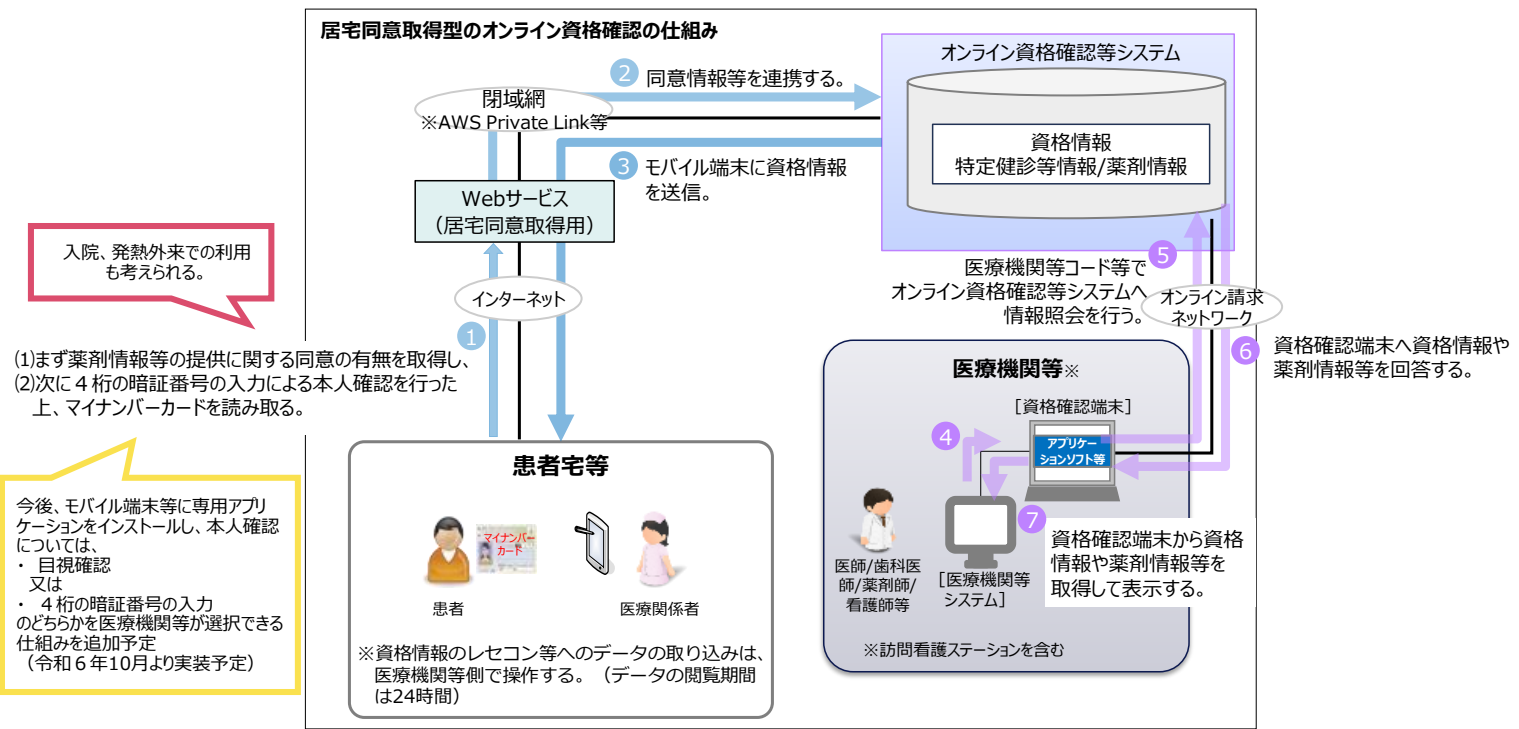 居宅同意取得型のオンライン資格確認の仕組み
オンライン資格確認等システム
② 同意情報等を連携する。
閉域網
※AWS Private Link等
資格情報
特定健診等情報/薬剤情報
③ モバイル端末に資格情報
を送信。
Webサービス
（居宅同意取得用）
入院、発熱外来での利用
も考えられる。
⑤
医療機関等コード等で
オンライン資格確認等システムへ
情報照会を行う。
インターネット
オンライン請求
ネットワーク
①
⑴まず薬剤情報等の提供に関する同意の有無を取得し、
⑵次に４桁の暗証番号の入力による本人確認を行った
上、マイナンバーカードを読み取る。
⑥ 資格確認端末へ資格情報や
薬剤情報等を回答する。
医療機関等※
［資格確認端末］
④
アプリケー
ションソフト等
患者宅等
今後、モバイル端末等に専用アプリ
ケーションをインストールし、本人確認
については、
・ 目視確認
又は
・ ４桁の暗証番号の入力
のどちらかを医療機関等が選択できる
仕組みを追加予定
（令和６年10月より実装予定）
マイナンバー
カード
患者
医療関係者
⑦
資格確認端末から資格
情報や薬剤情報等を
取得して表示する。
医師/歯科医
師/薬剤師/
看護師等
［医療機関等
システム］
※資格情報のレセコン等へのデータの取り込みは、
医療機関等側で操作する。（データの閲覧期間
は24時間）
※訪問看護ステーションを含む